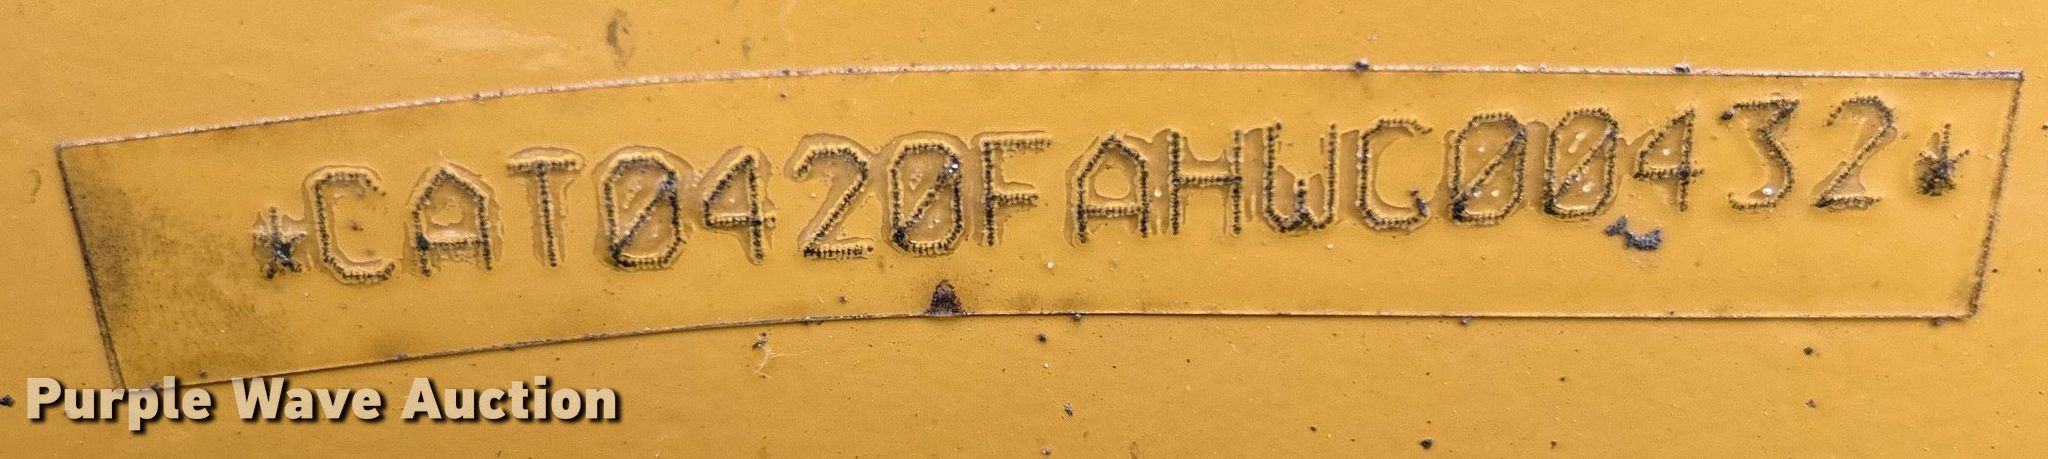 *CAT0420FAHWC00432*
Purple Wave Auction